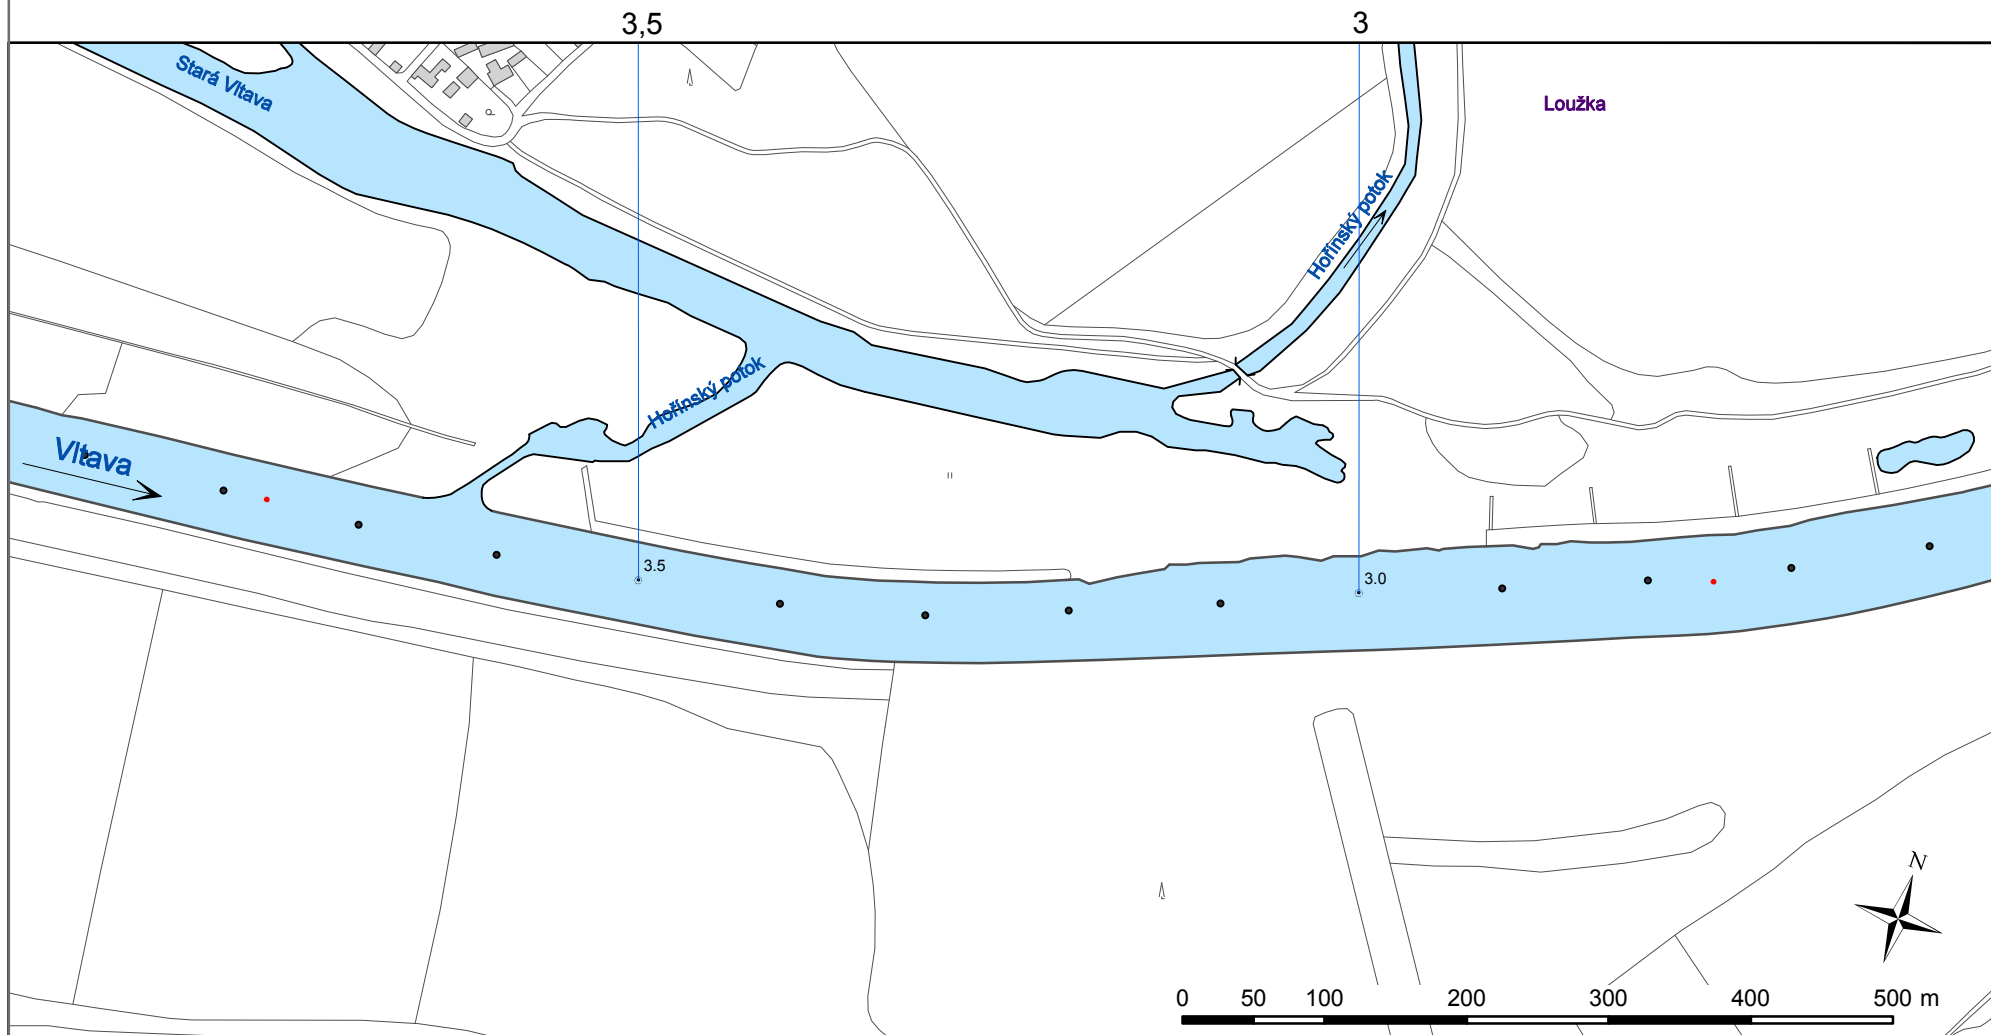 3,5
3
Stará Vltava
Loužka
Hořínský potok
Hořínský potok
Vltava
3.5
3.0
N
0 50 100 200 300 400 500 m